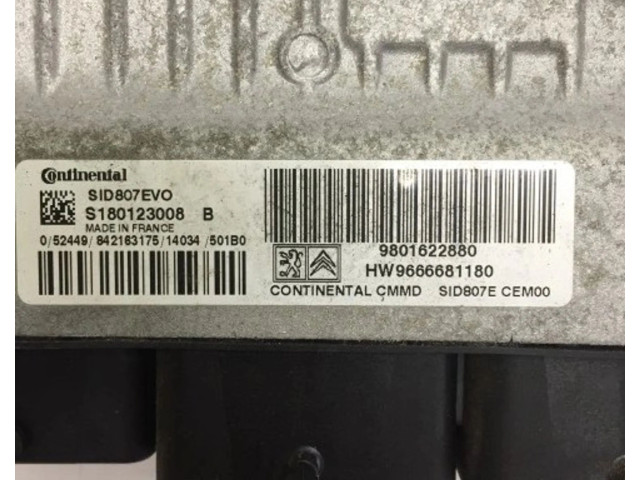 Continental
SID807EVO
S180123008 B
MADE IN FRANCE
0/52449/842163175/14034/501B0
9801622880
HW9666681180
CONTINENTAL CMMD SID807E CEM00